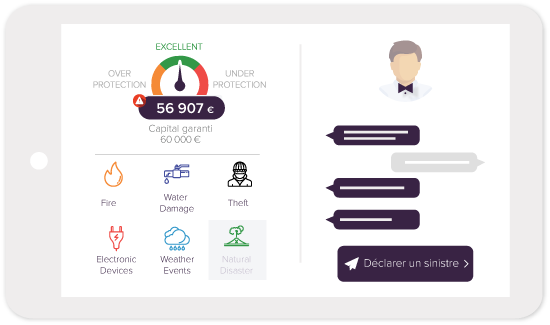 EXCELLENT
OVER
PROTECTION
UNDER
PROTECTION
56 907 €
Capital garanti
60 000 €
Fire
Water
Damage
Theft
Electronic
Devices
Weather
Events
Natural
Disaster
Déclarer un sinistre